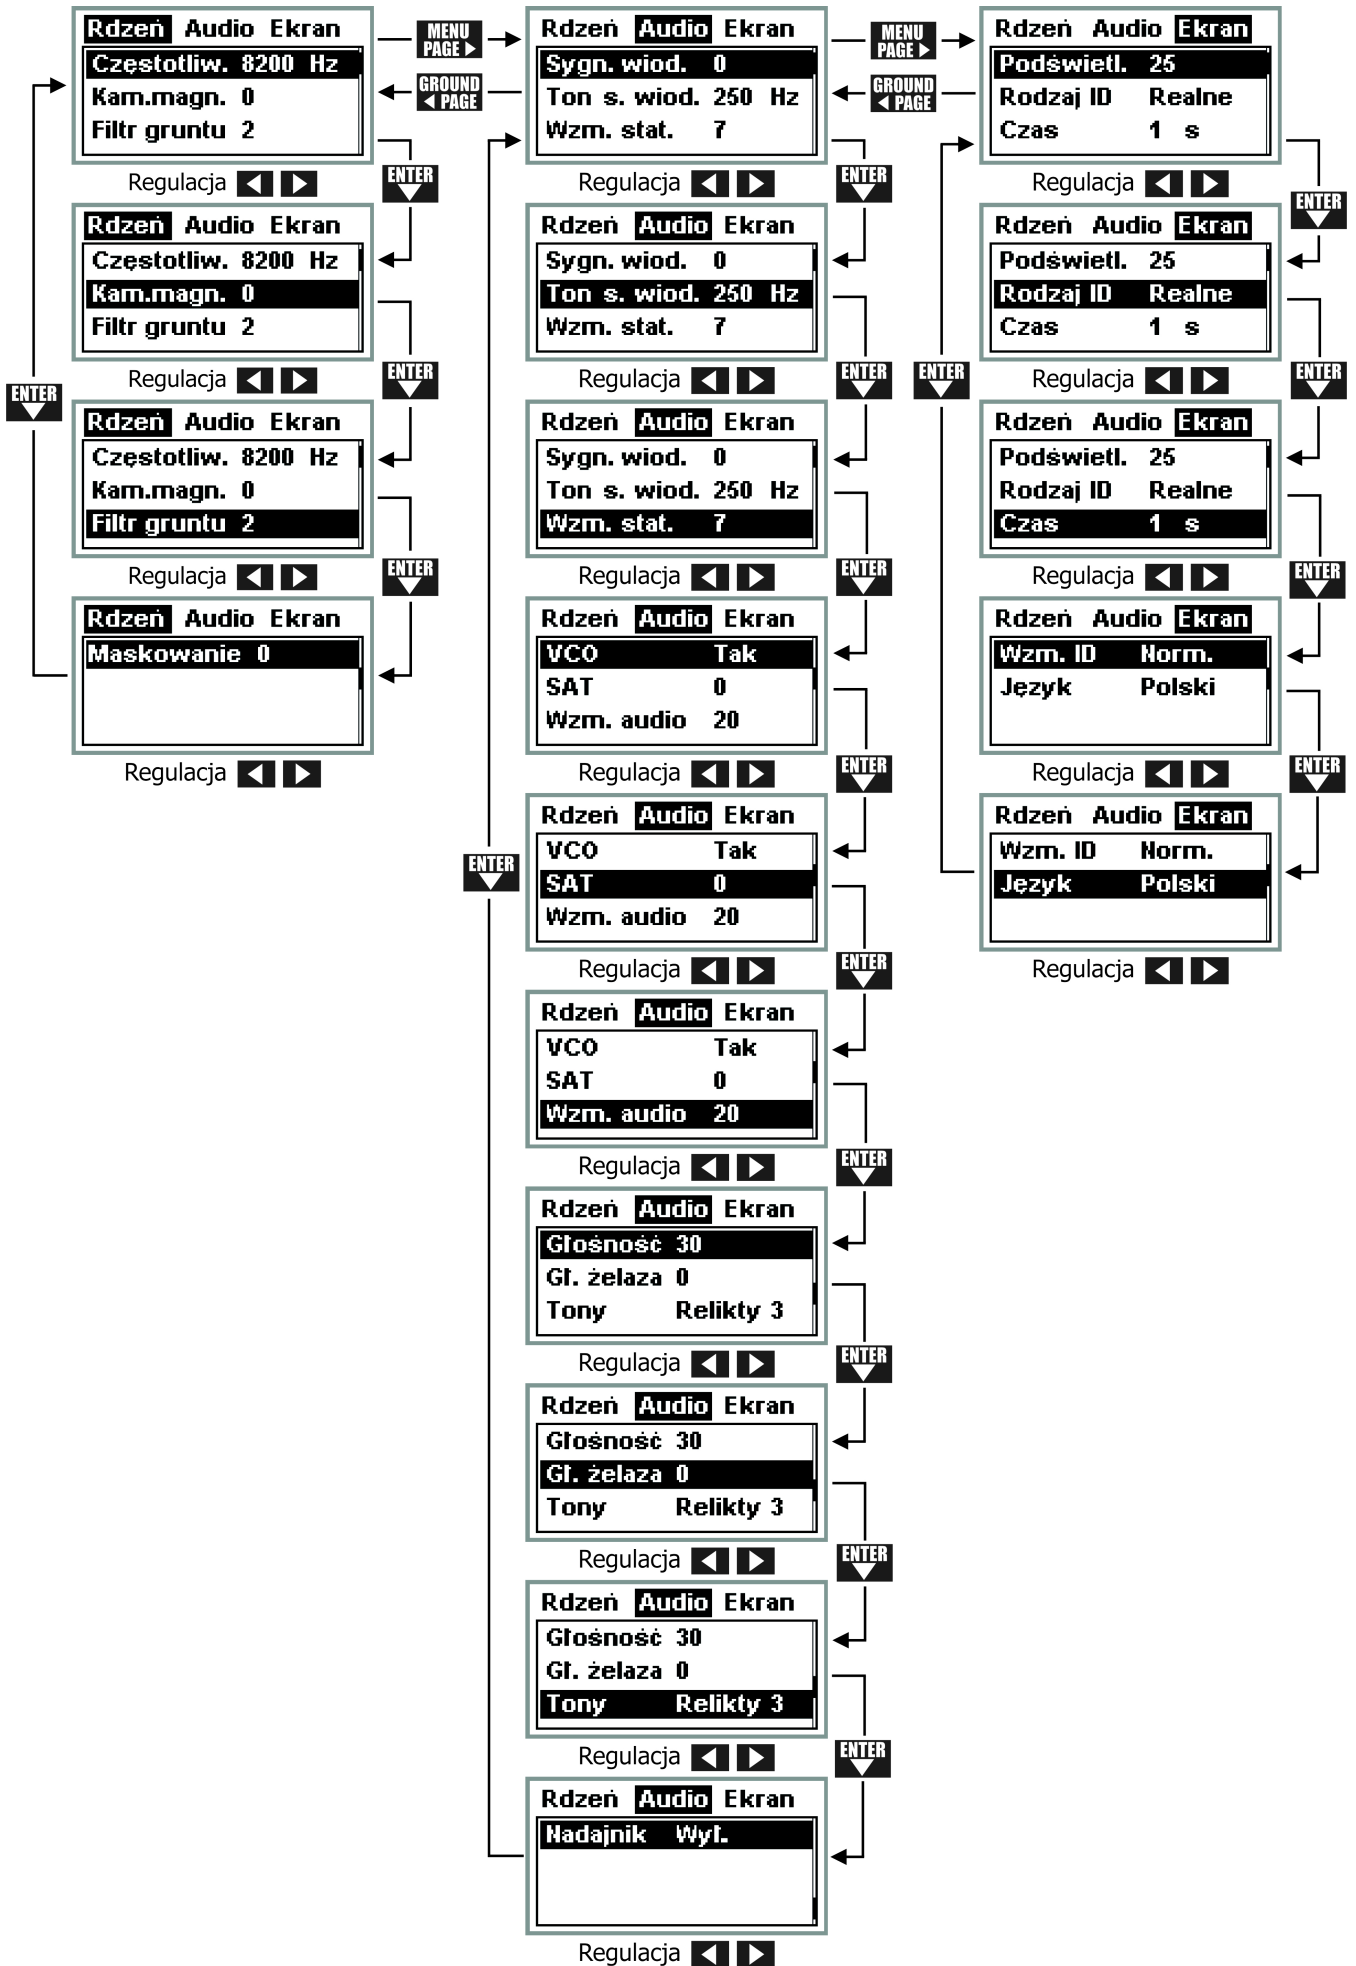 Rdzeń Audio Ekran
Częstotliw. 8200 Hz
Kam.magn. 0
Filtr gruntu 2
Regulacja
ENTER
Rdzeń Audio Ekran
Częstotliw. 8200 Hz
Kam.magn. 0
Filtr gruntu 2
Regulacja
ENTER
ENTER
Rdzeń Audio Ekran
Częstotliw. 8200 Hz
Kam.magn. 0
Filtr gruntu 2
Regulacja
ENTER
Rdzeń Audio Ekran
Maskowanie 0
Regulacja
MENU
PAGE
GROUND
PAGE
Rdzeń Audio Ekran
Sygn. wiod. 0
Ton s. wiod. 250 Hz
Wzm. stat. 7
Regulacja
ENTER
Rdzeń Audio Ekran
Sygn. wiod. 0
Ton s. wiod. 250 Hz
Wzm. stat. 7
Regulacja
ENTER
Rdzeń Audio Ekran
Sygn. wiod. 0
Ton s. wiod. 250 Hz
Wzm. stat. 7
Regulacja
ENTER
Rdzeń Audio Ekran
VCO Tak
SAT 0
Wzm. audio 20
Regulacja
ENTER
Rdzeń Audio Ekran
VCO Tak
SAT 0
Wzm. audio 20
ENTER
Regulacja
ENTER
Rdzeń Audio Ekran
VCO Tak
SAT 0
Wzm. audio 20
Regulacja
ENTER
Rdzeń Audio Ekran
Głośność 30
Gł. żelaza 0
Tony Relikty 3
Regulacja
ENTER
Rdzeń Audio Ekran
Głośność 30
Gł. żelaza 0
Tony Relikty 3
Regulacja
ENTER
Rdzeń Audio Ekran
Głośność 30
Gł. żelaza 0
Tony Relikty 3
Regulacja
ENTER
Rdzeń Audio Ekran
Nadajnik Wył.
Regulacja
MENU
PAGE
GROUND
PAGE
Rdzeń Audio Ekran
Podświetl. 25
Rodzaj ID Realne
Czas 1 s
Regulacja
ENTER
Rdzeń Audio Ekran
Podświetl. 25
Rodzaj ID Realne
Czas 1 s
ENTER
Regulacja
ENTER
Rdzeń Audio Ekran
Podświetl. 25
Rodzaj ID Realne
Czas 1 s
Regulacja
ENTER
Rdzeń Audio Ekran
Wzm. ID Norm.
Język Polski
Regulacja
ENTER
Rdzeń Audio Ekran
Wzm. ID Norm.
Język Polski
Regulacja